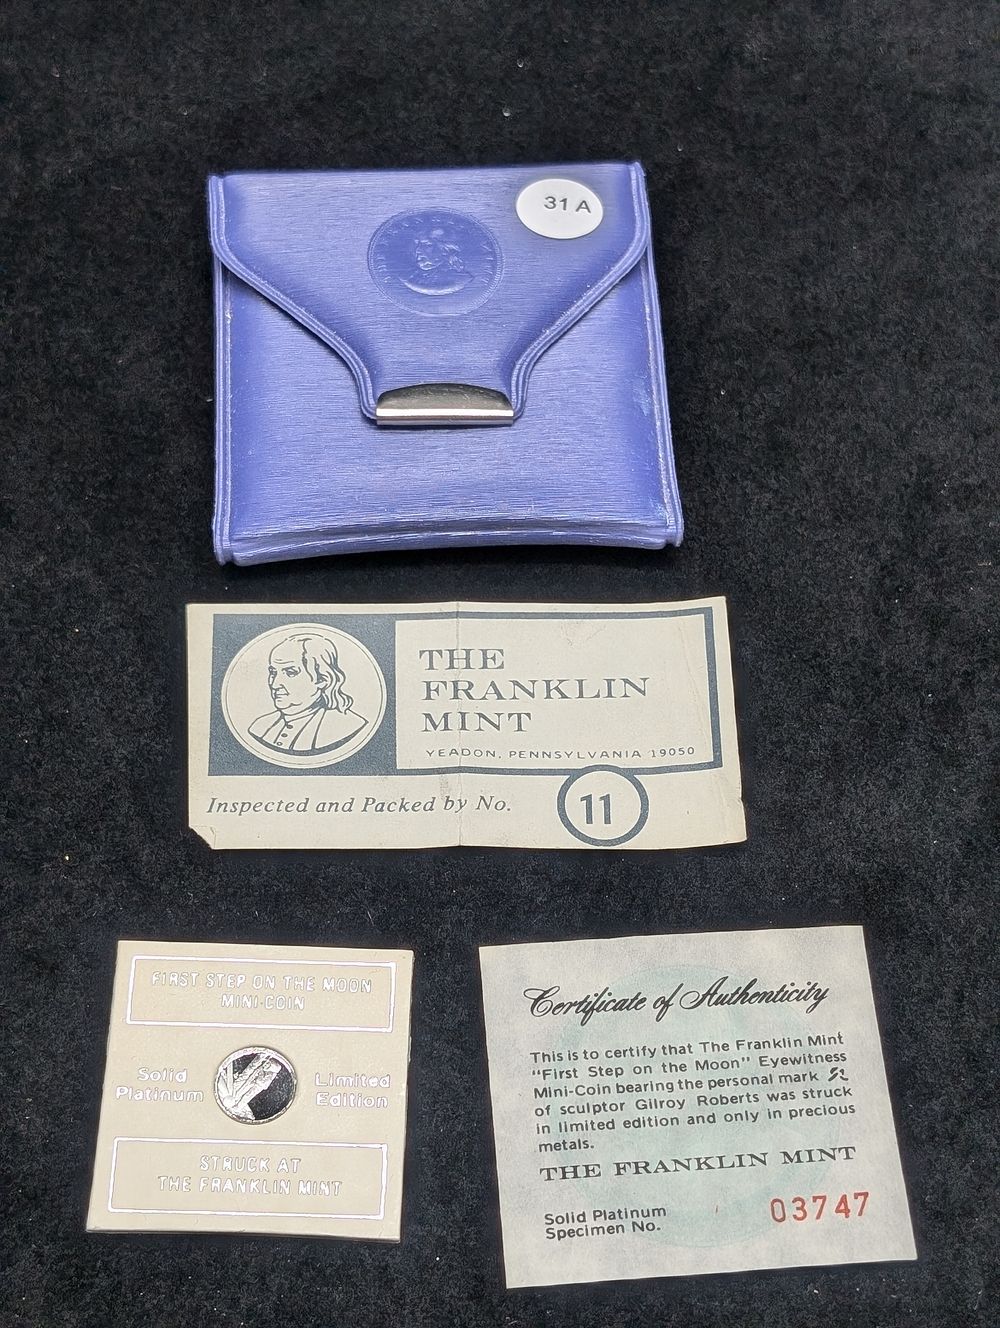 31 A
THE
FRANKLIN
MINT
YEADON, PENNSYLVANIA 19050
Inspected and Packed by No.
11
FIRST STEP ON THE MOON
MINI-COIN
Solid
Platinum
Limited
Edition
STRUCK AT
THE FRANKLIN MINT
Certificate of Authenticity
This is to certify that The Franklin Mint
"First Step on the Moon" Eyewitness
Mini-Coin bearing the personal mark
of sculptor Gilroy Roberts was struck
in limited edition and only in precious
metals.
THE FRANKLIN MINT
Solid Platinum
Specimen No.
03747